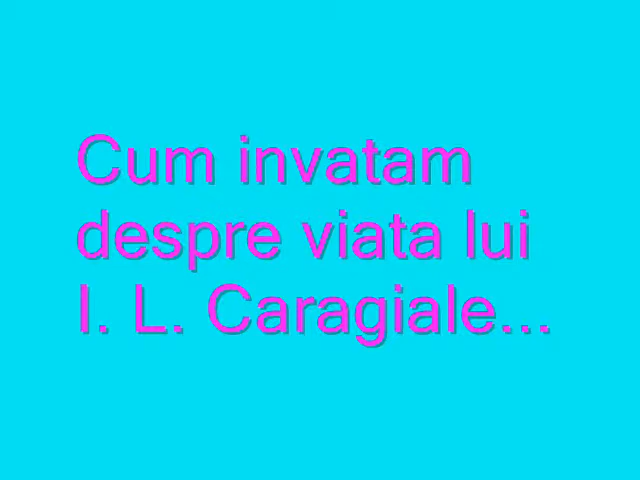 Cum invatam
despre viata lui
I. L. Caragiale...